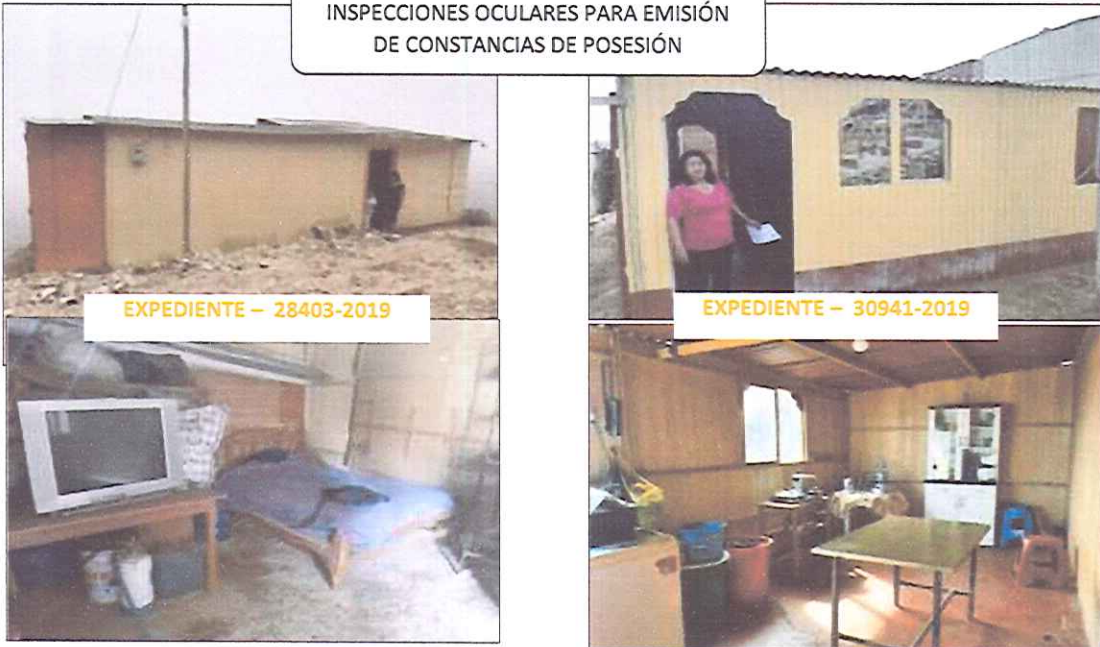 INSPECCIONES OCULARES PARA EMISIÓN
DE CONSTANCIAS DE POSESIÓN
EXPEDIENTE – 28403-2019
EXPEDIENTE – 30941-2019